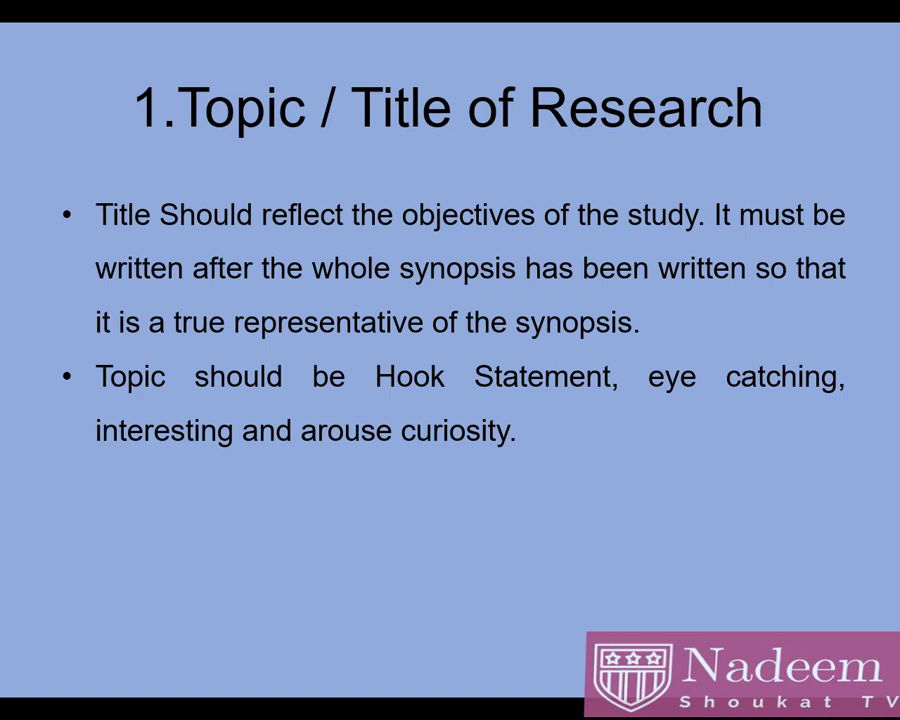 1.Topic / Title of Research
• Title Should reflect the objectives of the study. It must be
written after the whole synopsis has been written so that
it is a true representative of the synopsis.
• Topic should be Hook Statement, eye catching,
interesting and arouse curiosity.
Nadeem
Shoukat TV